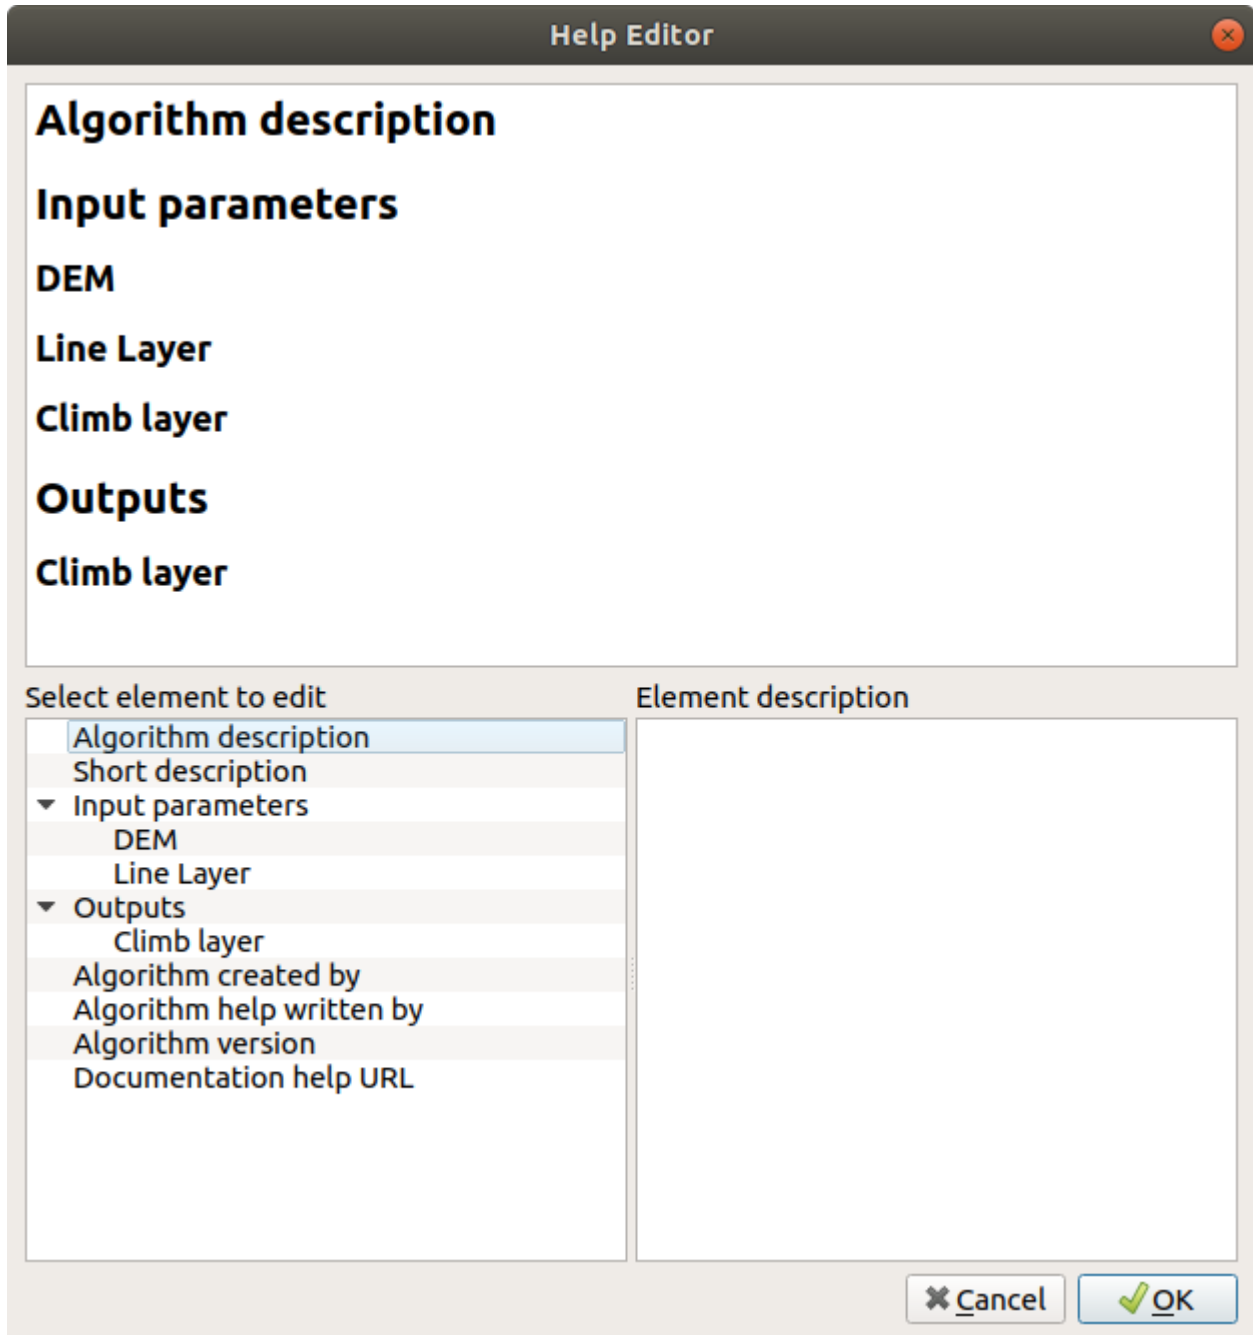 Help Editor
Algorithm description
Input parameters
DEM
Line Layer
Climb layer
Outputs
Climb layer
Select element to edit
Element description
Algorithm description
Short description
Input parameters
DEM
Line Layer
Outputs
Climb layer
Algorithm created by
Algorithm help written by
Algorithm version
Documentation help URL
Cancel
OK